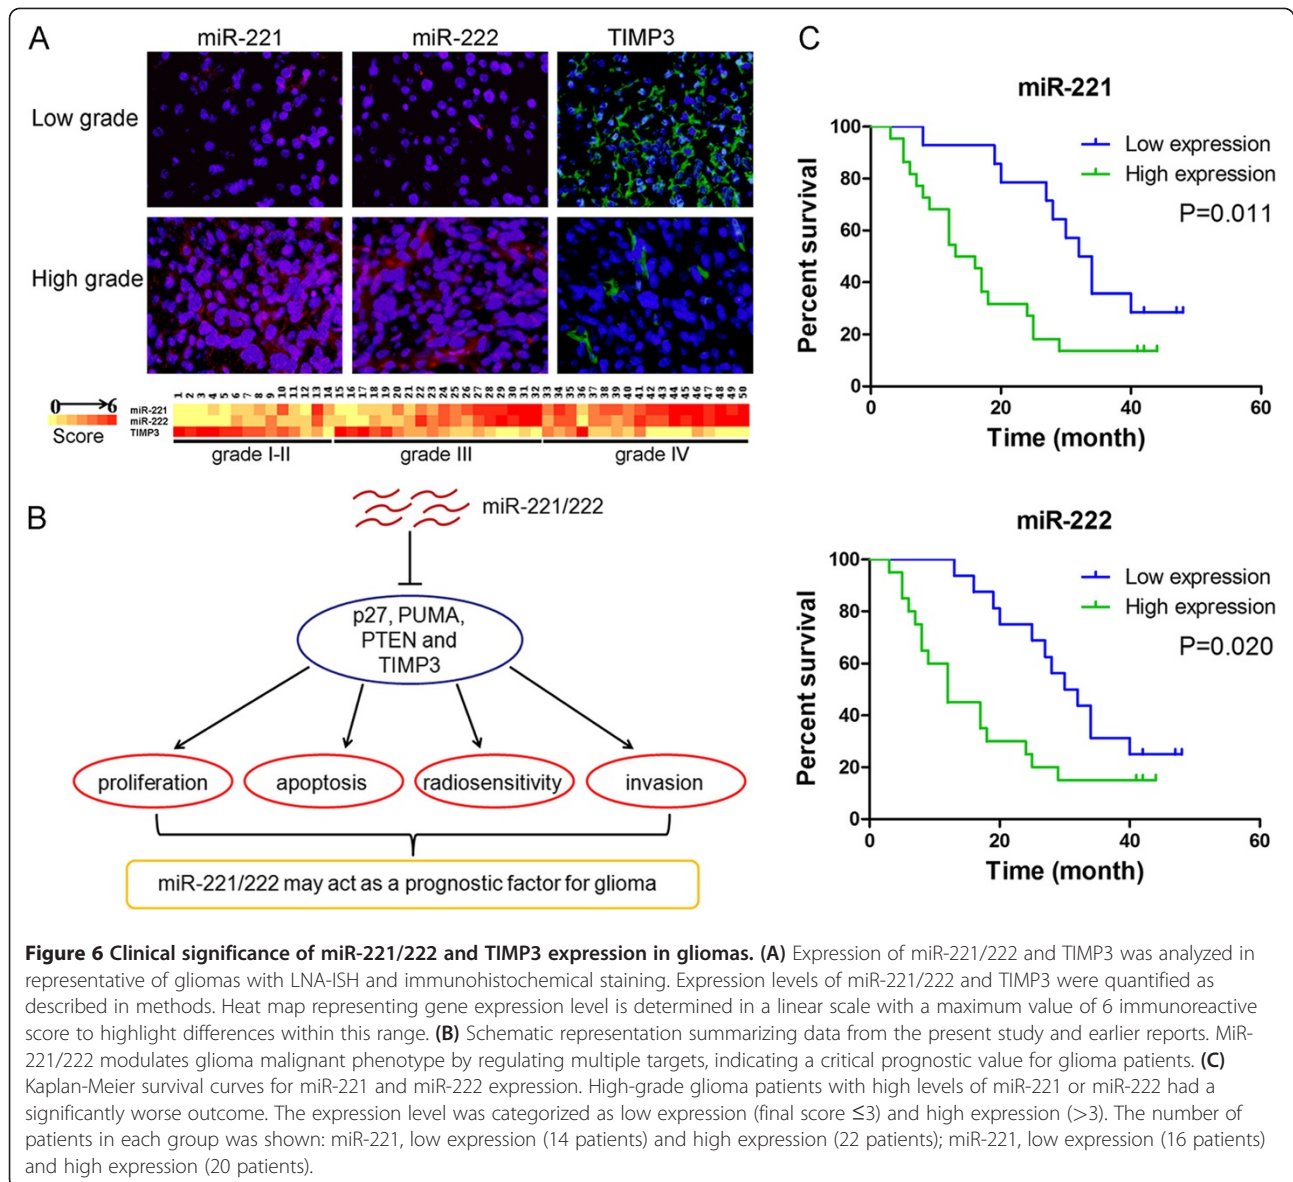 A
miR-221
miR-222
TIMP3
Low grade
High grade
1 2 3 4 5 6 7 8 9 10 11 12 13 14 15 16 17 18 19 20 21 22 23 24 25 26 27 28 29 30 31 32 33 34 35 36 37 38 39 40 41 42 43 44 45 46 47 48 49 50
0 6
Score
miR-221
miR-222
TIMP3
grade I-II
grade III
grade IV
B
miR-221/222
p27, PUMA,
PTEN and
TIMP3
proliferation
apoptosis
radiosensitivity
invasion
miR-221/222 may act as a prognostic factor for glioma
C
miR-221
Percent survival
100
80
60
40
20
0
0 20 40 60
Time (month)
Low expression
High expression
P=0.011
miR-222
Percent survival
100
80
60
40
20
0
0 20 40 60
Time (month)
Low expression
High expression
P=0.020
Figure 6 Clinical significance of miR-221/222 and TIMP3 expression in gliomas. (A) Expression of miR-221/222 and TIMP3 was analyzed in
representative of gliomas with LNA-ISH and immunohistochemical staining. Expression levels of miR-221/222 and TIMP3 were quantified as
described in methods. Heat map representing gene expression level is determined in a linear scale with a maximum value of 6 immunoreactive
score to highlight differences within this range. (B) Schematic representation summarizing data from the present study and earlier reports. MiR-
221/222 modulates glioma malignant phenotype by regulating multiple targets, indicating a critical prognostic value for glioma patients. (C)
Kaplan-Meier survival curves for miR-221 and miR-222 expression. High-grade glioma patients with high levels of miR-221 or miR-222 had a
significantly worse outcome. The expression level was categorized as low expression (final score ≤3) and high expression (>3). The number of
patients in each group was shown: miR-221, low expression (14 patients) and high expression (22 patients); miR-221, low expression (16 patients)
and high expression (20 patients).